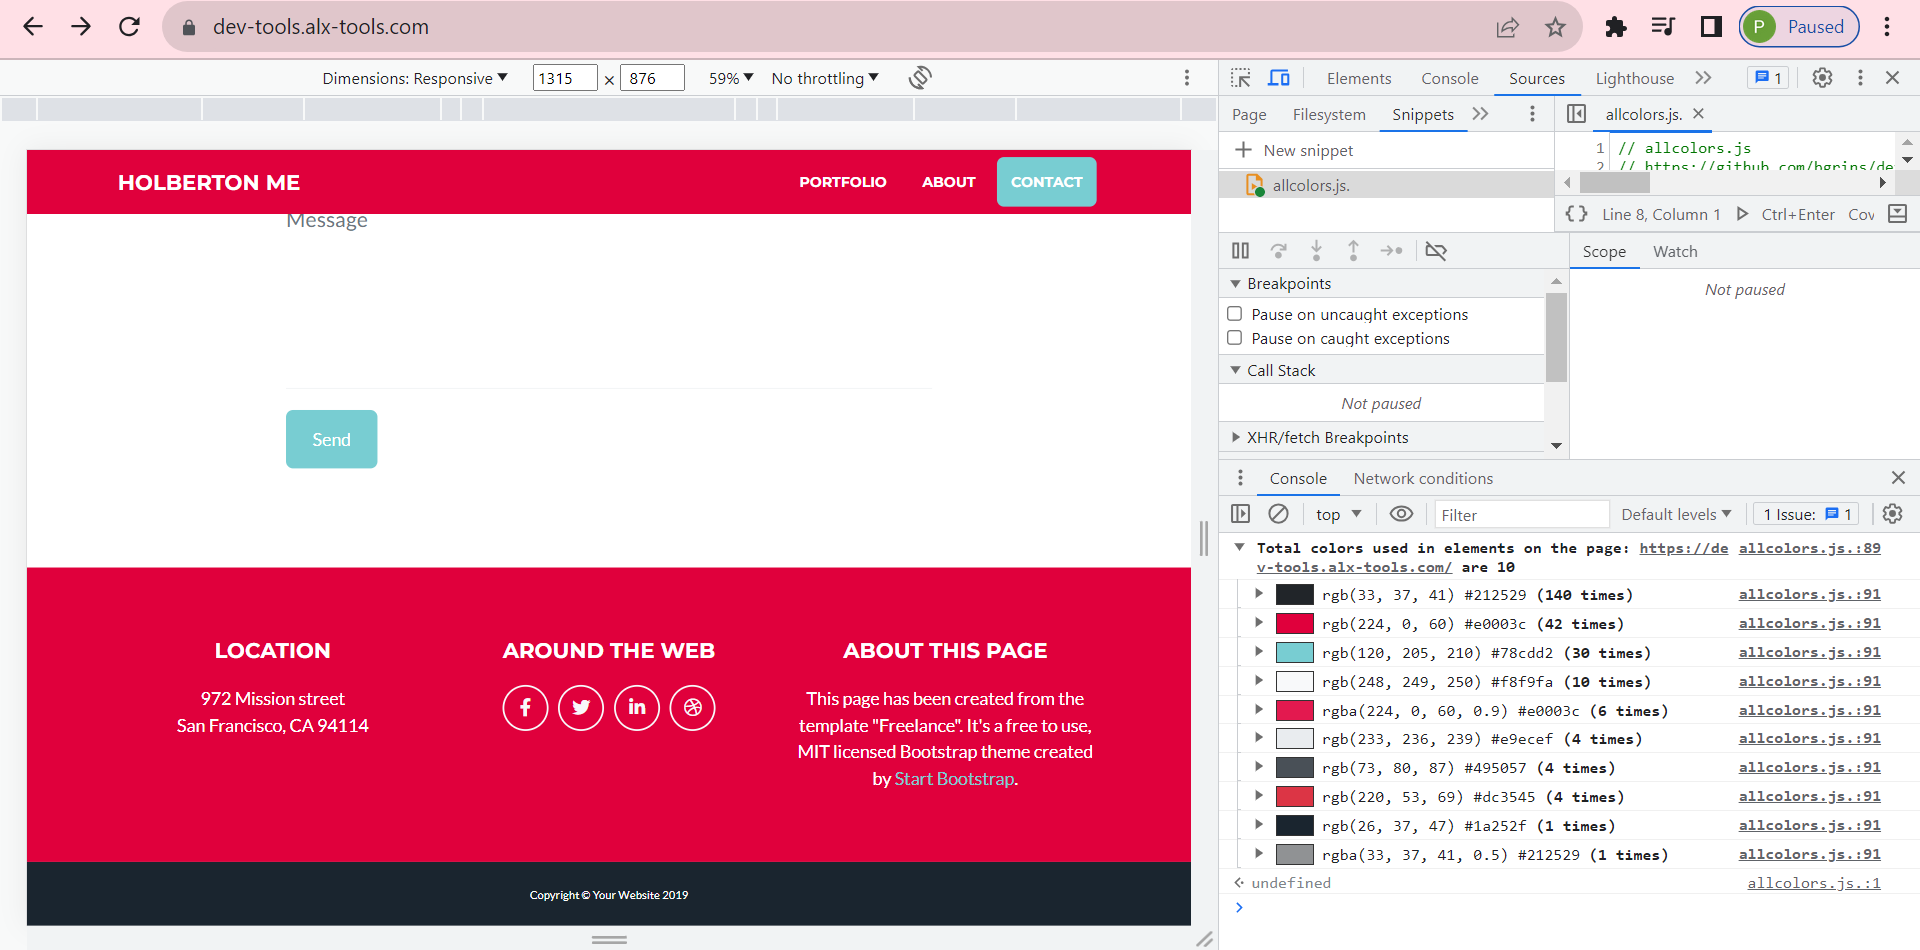 dev-tools.alx-tools.com
P Paused
Dimensions: Responsive 1315 × 876 59% No throttling
HOLBERTON ME PORTFOLIO ABOUT CONTACT
Message
Send
LOCATION
972 Mission street
San Francisco, CA 94114
AROUND THE WEB
ABOUT THIS PAGE
This page has been created from the
template "Freelance". It's a free to use,
MIT licensed Bootstrap theme created
by Start Bootstrap.
Copyright © Your Website 2019
Elements Console Sources Lighthouse 1
Page Filesystem Snippets
New snippet
allcolors.js.
allcolors.js.
1 // allcolors.js
2 // https://github.com/bgrins/de
{} Line 8, Column 1 Ctrl+Enter Cov
Breakpoints
Pause on uncaught exceptions
Pause on caught exceptions
Call Stack
Not paused
XHR/fetch Breakpoints
Scope Watch
Not paused
Console Network conditions
top Filter Default levels 1 Issue: 1
Total colors used in elements on the page: https://de allcolors.js.:89
v-tools.alx-tools.com/ are 10
rgb(33, 37, 41) #212529 (140 times) allcolors.js.:91
rgb(224, 0, 60) #e0003c (42 times) allcolors.js.:91
rgb(120, 205, 210) #78cdd2 (30 times) allcolors.js.:91
rgb(248, 249, 250) #f8f9fa (10 times) allcolors.js.:91
rgba(224, 0, 60, 0.9) #e0003c (6 times) allcolors.js.:91
rgb(233, 236, 239) #e9ecef (4 times) allcolors.js.:91
rgb(73, 80, 87) #495057 (4 times) allcolors.js.:91
rgb(220, 53, 69) #dc3545 (4 times) allcolors.js.:91
rgb(26, 37, 47) #1a252f (1 times) allcolors.js.:91
rgba(33, 37, 41, 0.5) #212529 (1 times) allcolors.js.:91
undefined allcolors.js.:1